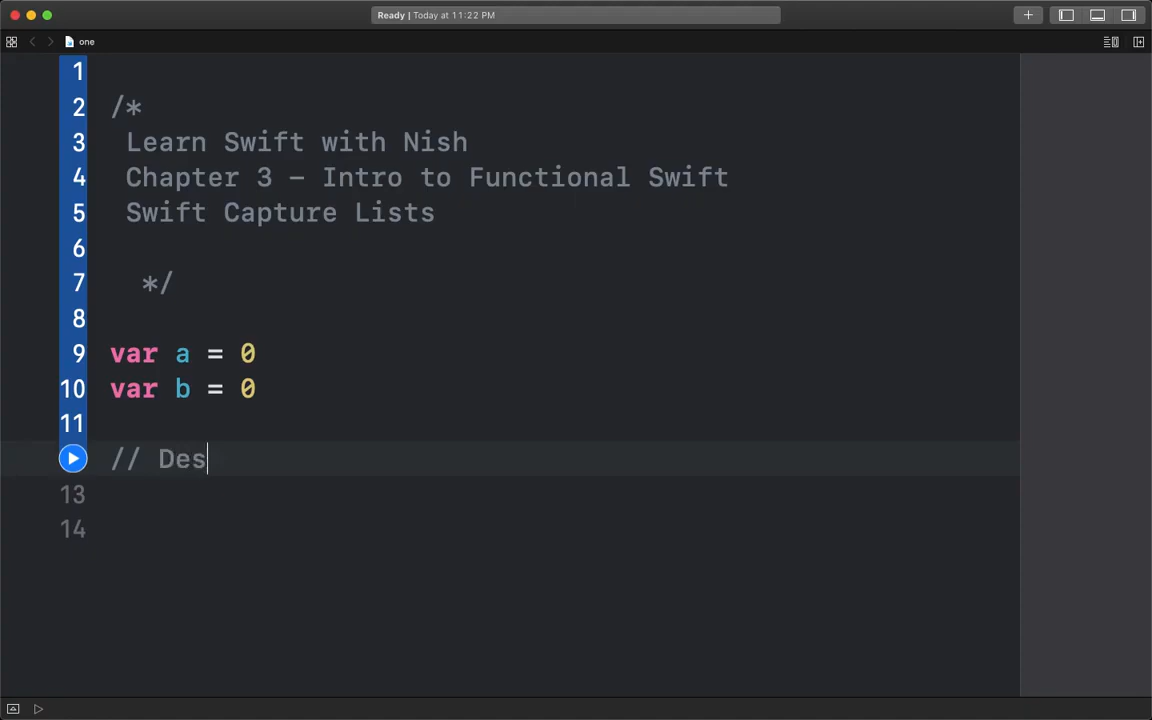 Ready | Today at 11:22 PM
one
1
2 /*
3 Learn Swift with Nish
4 Chapter 3 – Intro to Functional Swift
5 Swift Capture Lists
6
7 */
8
9 var a = 0
10 var b = 0
11
// Des
13
14